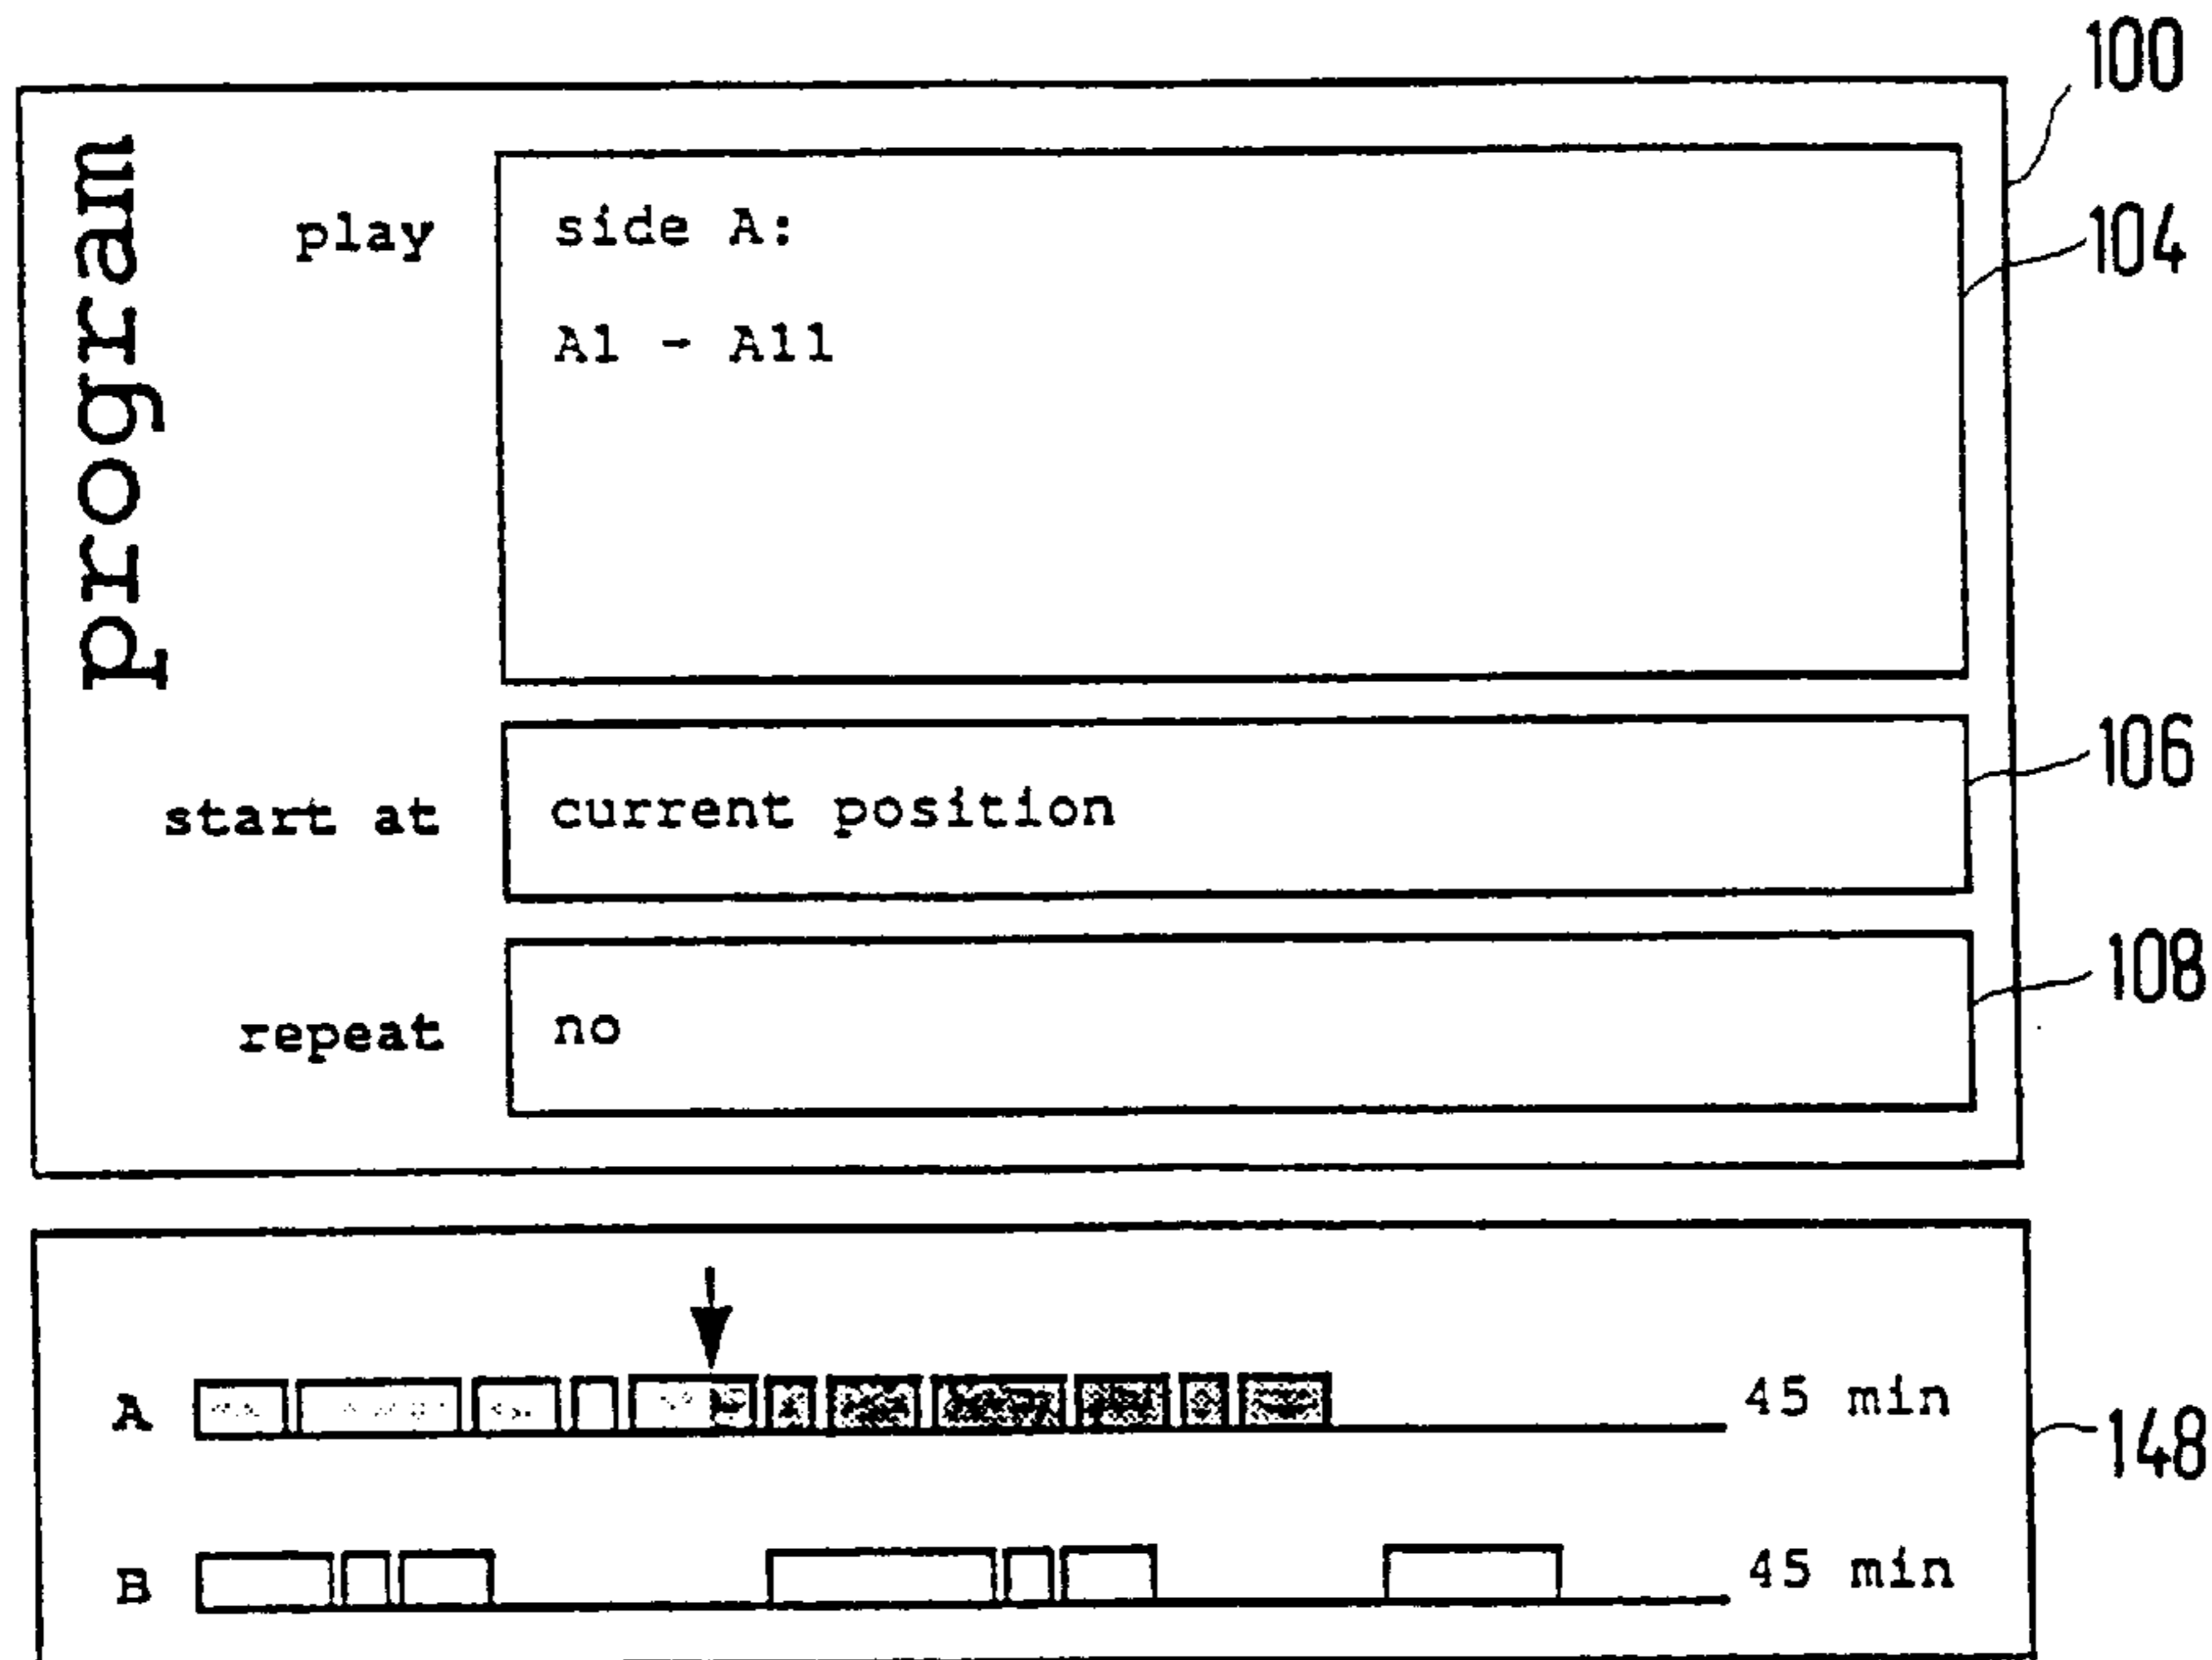 100
program
play
side A:
104
A1 - A11
106
start at
current position
108
repeat
no
A
45 min
148
B
45 min